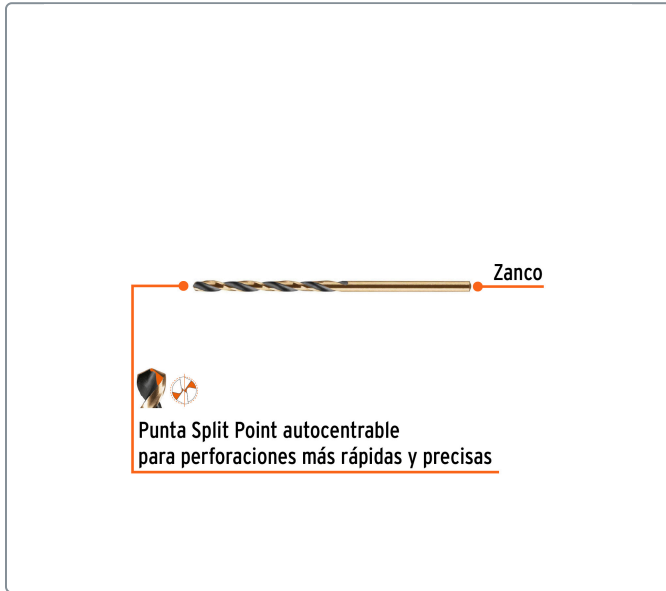 Zanco
Punta Split Point autocentrable
para perforaciones más rápidas y precisas